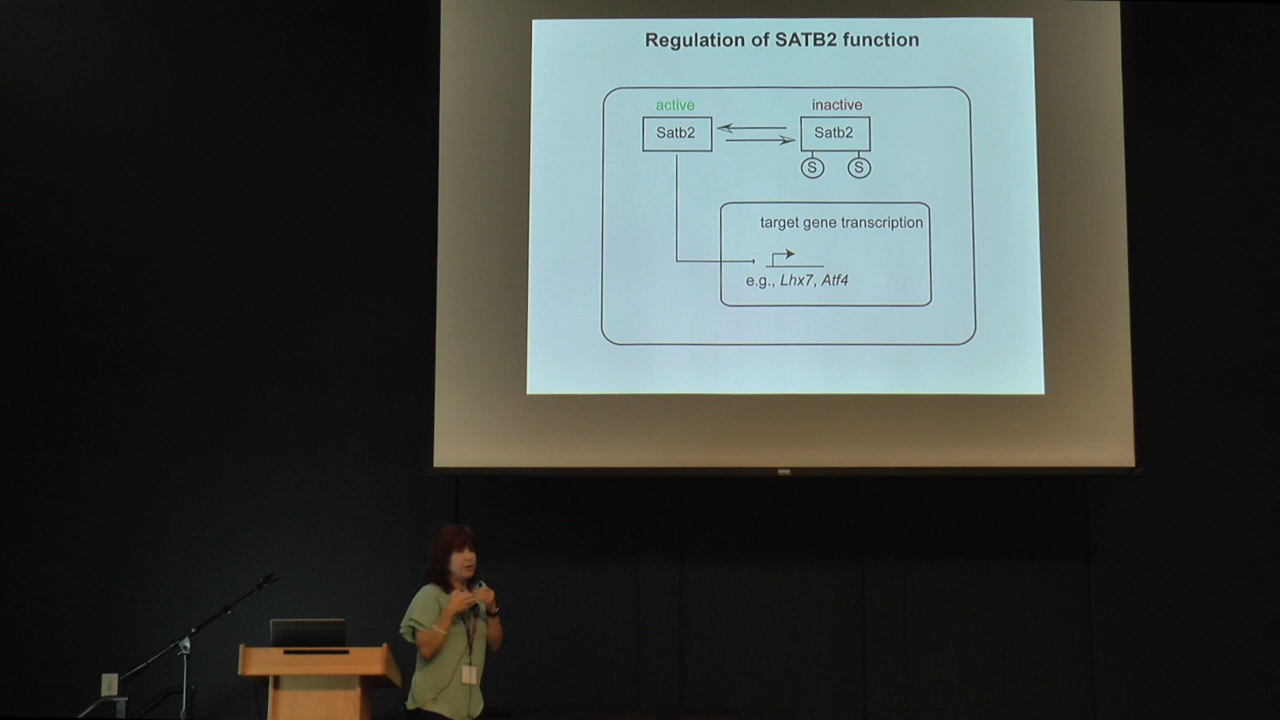 Regulation of SATB2 function
active
inactive
Satb2
Satb2
S
S
target gene transcription
e.g., Lhx7, Atf4